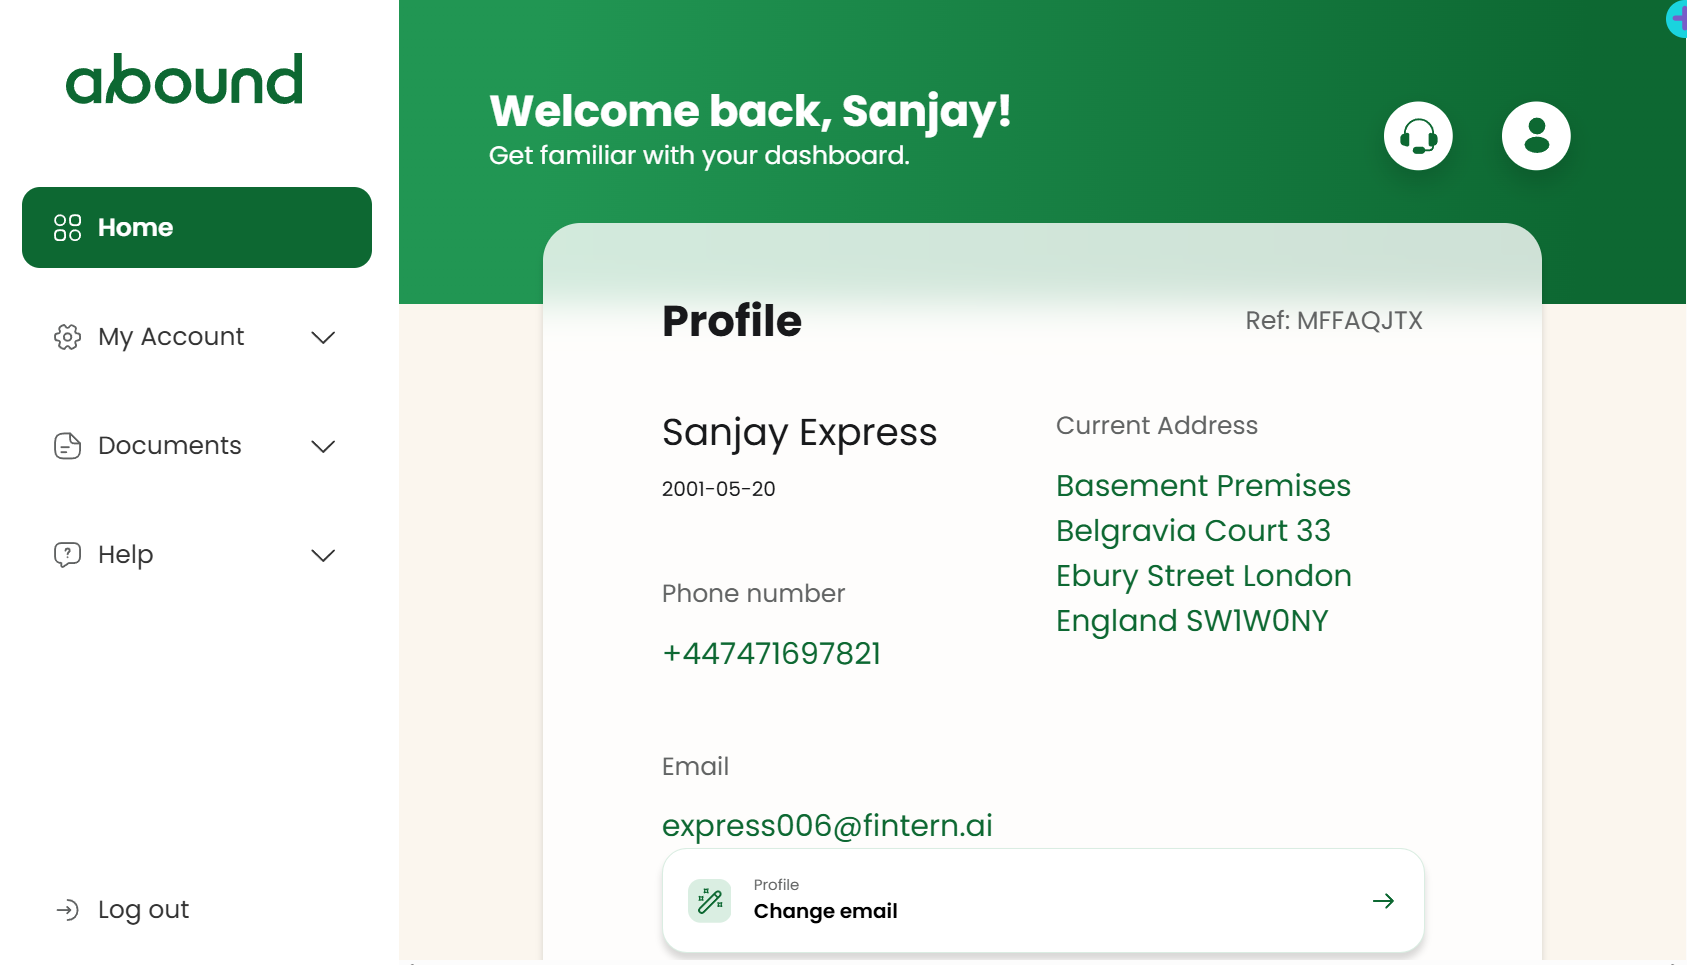 abound
Home
My Account
Documents
Help
Log out
Welcome back, Sanjay!
Get familiar with your dashboard.
Profile
Ref: MFFAQJTX
Sanjay Express
2001-05-20
Phone number
+447471697821
Email
express006@fintern.ai
Current Address
Basement Premises
Belgravia Court 33
Ebury Street London
England SW1W0NY
Profile
Change email